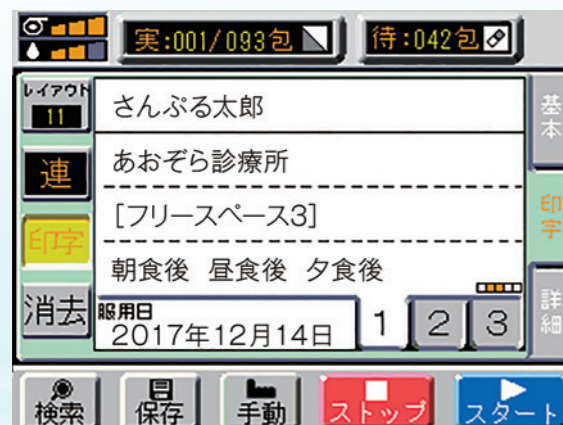 実:001/093包
待:042包
レイアウト
11
さんぷる太郎
基本
連
あおぞら診療所
印字
[フリースペース3]
印字
朝食後 昼食後 夕食後
消去
服用日
2017年12月14日
1 2 3
詳細
検索
保存
手動
ストップ
スタート